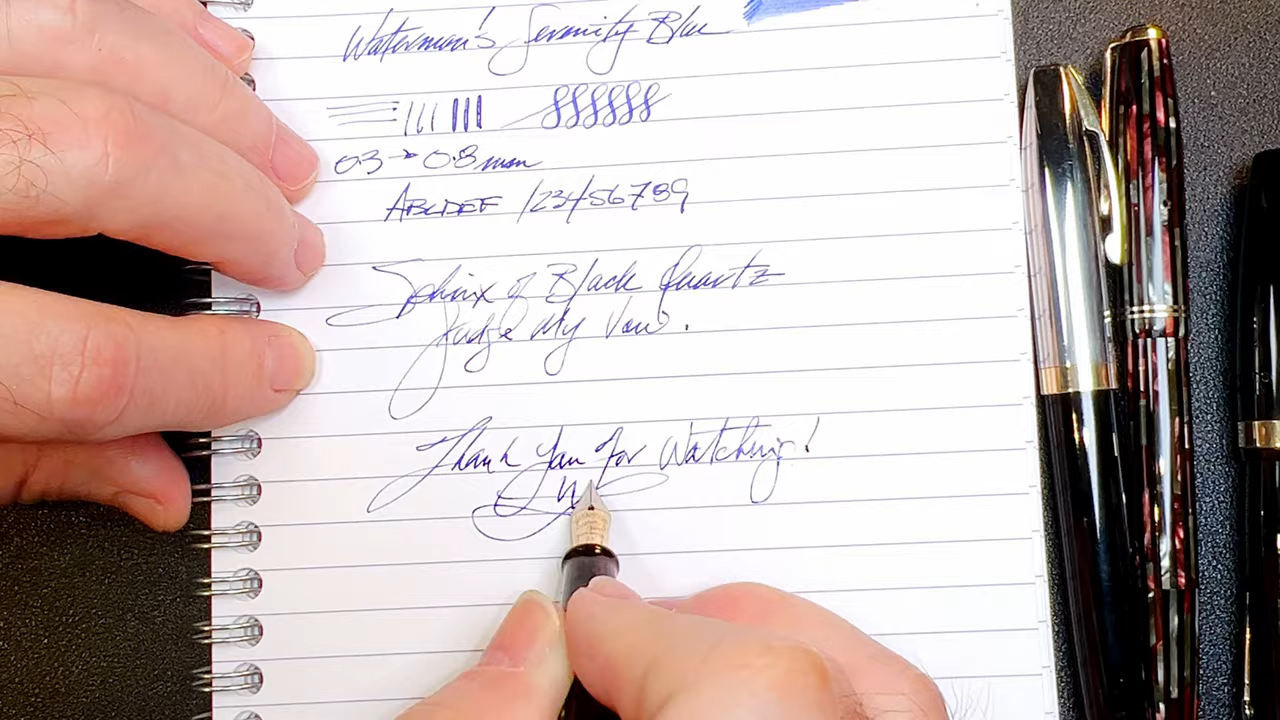 Waterman's Serenity Blue
0.3 → 0.8 mm
ABCDEF 123456789
Sphinx of Black Quartz
Judge My Vow.
Thank You For Watching!